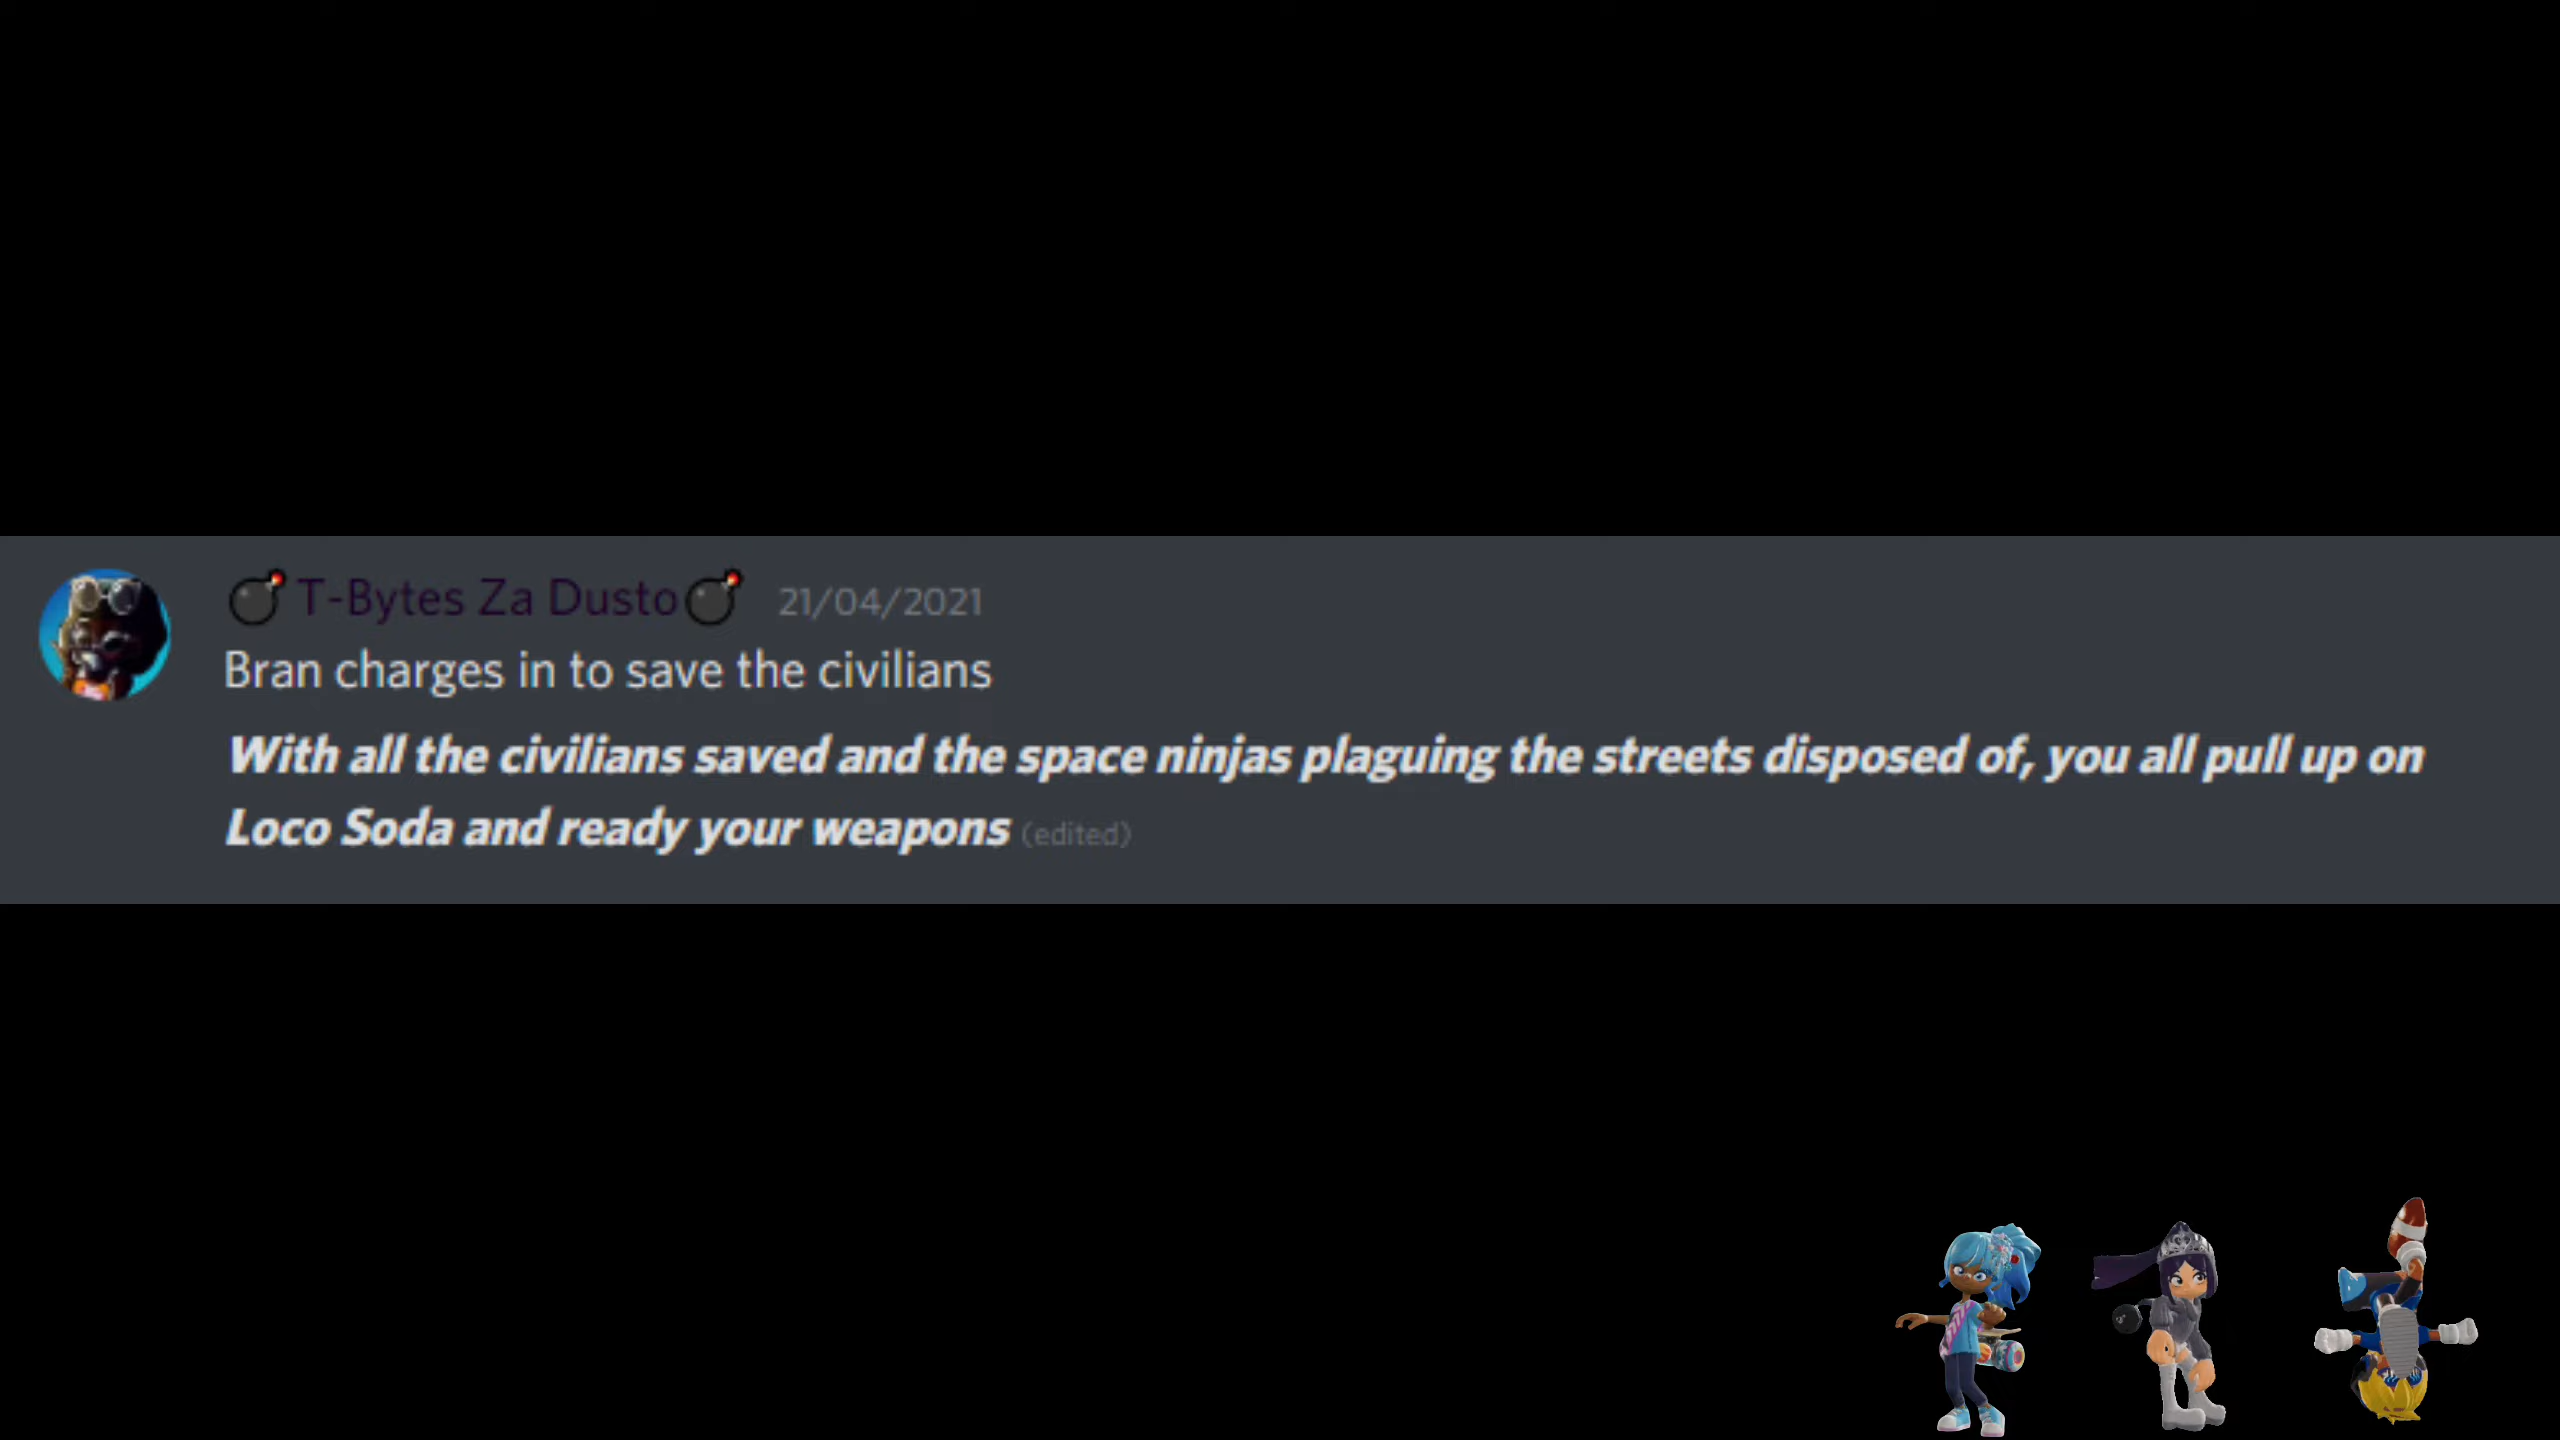 💣T-Bytes Za Dusto💣 21/04/2021
Bran charges in to save the civilians
With all the civilians saved and the space ninjas plaguing the streets disposed of, you all pull up on
Loco Soda and ready your weapons (edited)